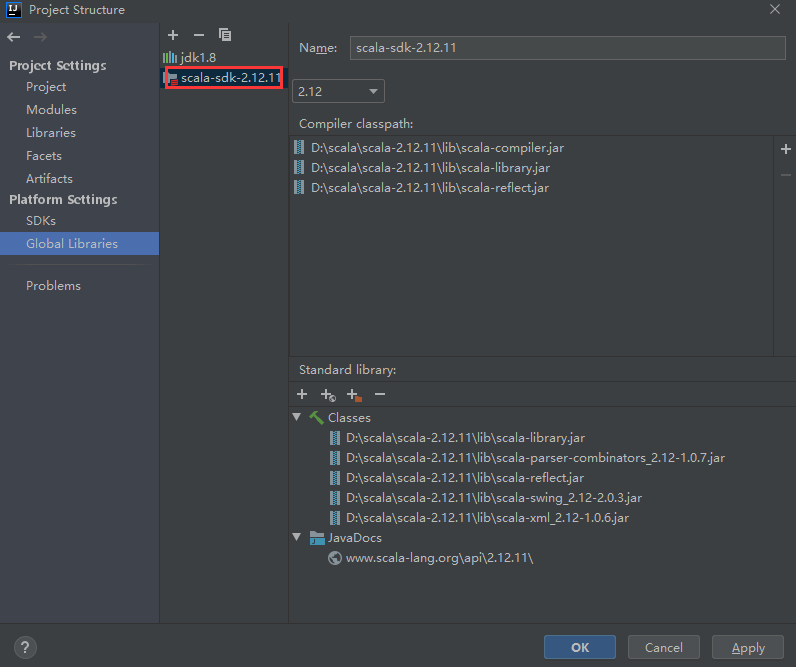 Project Structure
Project Settings
Project
Modules
Libraries
Facets
Artifacts
Platform Settings
SDKs
Global Libraries
Problems
jdk1.8
scala-sdk-2.12.11
Name: scala-sdk-2.12.11
2.12
Compiler classpath:
D:\scala\scala-2.12.11\lib\scala-compiler.jar
D:\scala\scala-2.12.11\lib\scala-library.jar
D:\scala\scala-2.12.11\lib\scala-reflect.jar
Standard library:
Classes
D:\scala\scala-2.12.11\lib\scala-library.jar
D:\scala\scala-2.12.11\lib\scala-parser-combinators_2.12-1.0.7.jar
D:\scala\scala-2.12.11\lib\scala-reflect.jar
D:\scala\scala-2.12.11\lib\scala-swing_2.12-2.0.3.jar
D:\scala\scala-2.12.11\lib\scala-xml_2.12-1.0.6.jar
JavaDocs
www.scala-lang.org\api\2.12.11\
? OK Cancel Apply